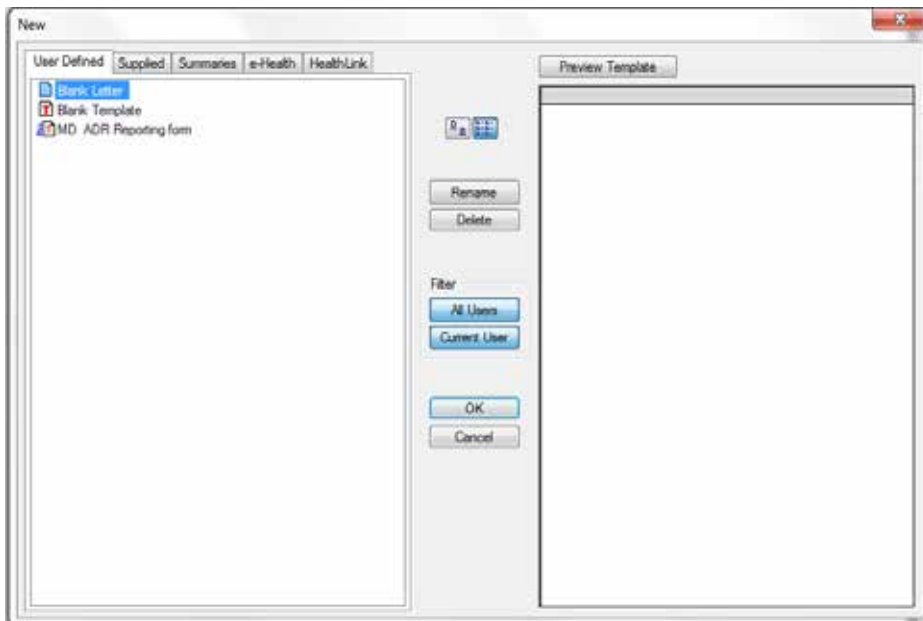 New
User Defined Supplied Summaries e-Health HealthLink
Blank Letter
Blank Template
MD ADR Reporting form
Rename
Delete
Filter
All Users
Current User
OK
Cancel
Preview Template